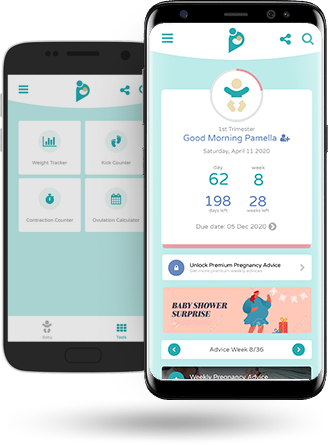 Weight Tracker
Kick Counter
Contraction Counter
Ovulation Calculator
Baby
Tools
1st Trimester
Good Morning Pamella
Saturday, April 11 2020
day week
62 8
198 28
days left weeks left
Due date: 05 Dec 2020
Unlock Premium Pregnancy Advice
Get more premium weekly advices
BABY SHOWER
SURPRISE
Advice Week 8/36
Weekly Pregnancy Advice